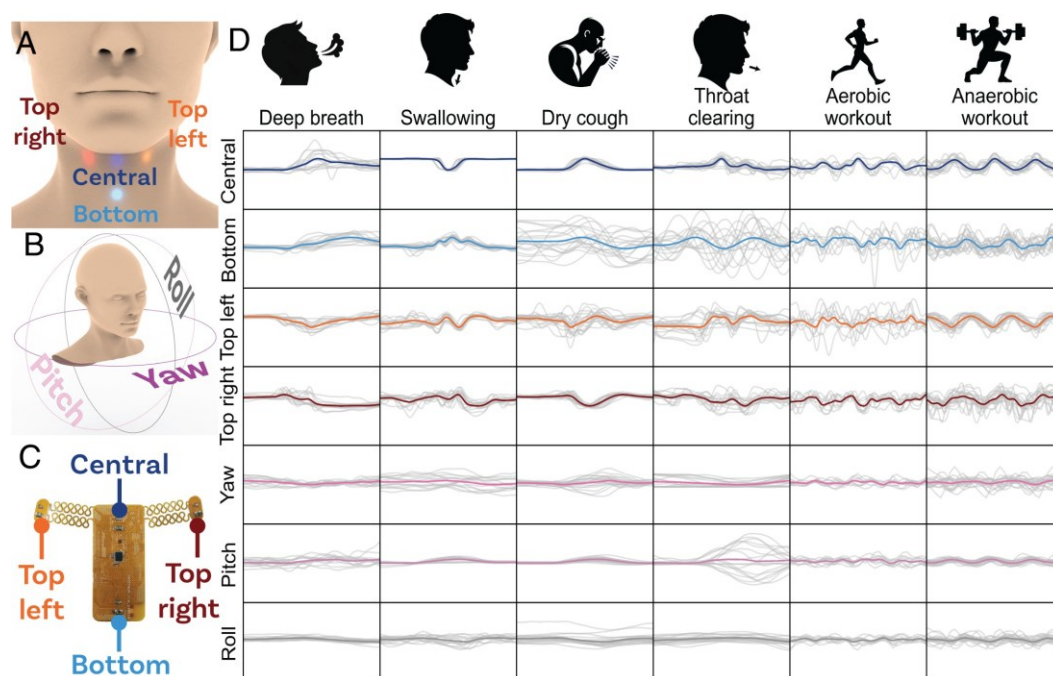 A
Top
right
Top
left
Central
Bottom
B
Roll
Pitch
Yaw
C
Central
Top
left
Top
right
Bottom
D
Deep breath
Swallowing
Dry cough
Throat
clearing
Aerobic
workout
Anaerobic
workout
Central
Bottom
Top left
Top right
Yaw
Pitch
Roll